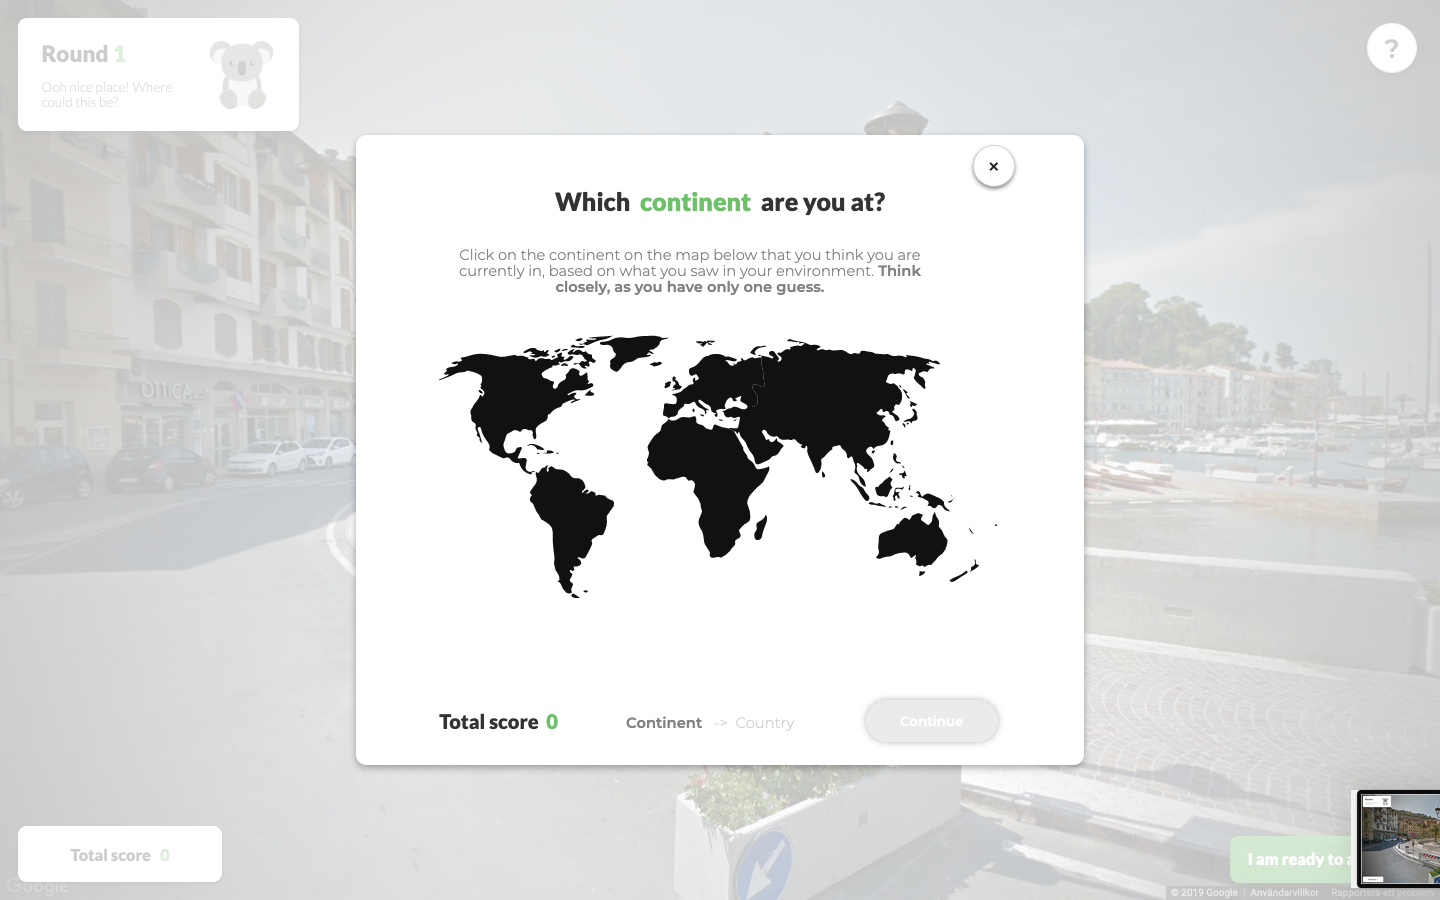 Round 1
Ooh nice place! Where
could this be?
?
×
Which continent are you at?
Click on the continent on the map below that you think you are
currently in, based on what you saw in your environment. Think
closely, as you have only one guess.
OTTICA
Total score 0
Continent -> Country
Continue
Total score 0
I am ready to a
Google
© 2019 Google
Användarvillkor
Rapportera ett problem